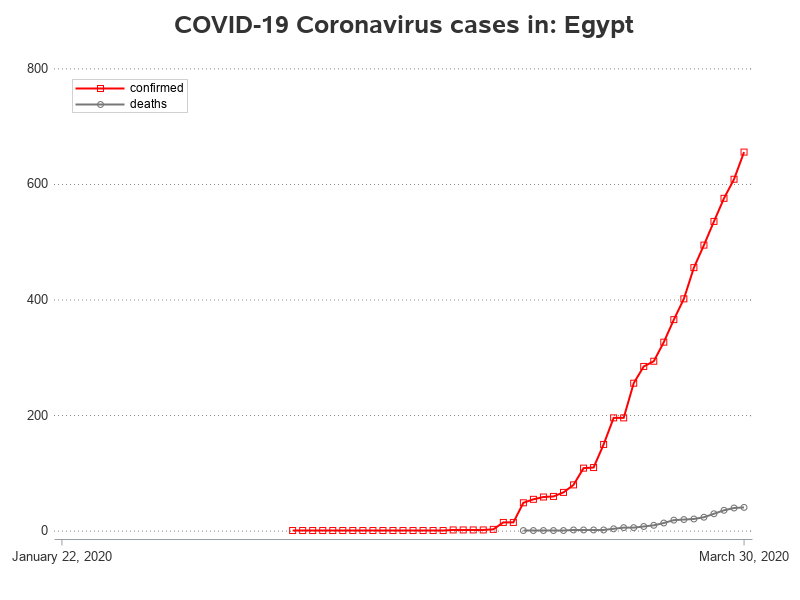 COVID-19 Coronavirus cases in: Egypt
800
confirmed
deaths
600
400
200
0
January 22, 2020
March 30, 2020